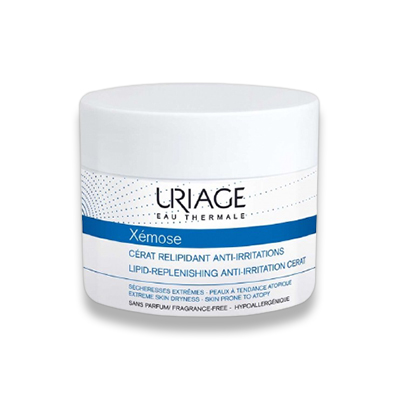 URIAGE
EAU THERMALE
Xémose
CÉRAT RELIPIDANT ANTI-IRRITATIONS
LIPID-REPLENISHING ANTI-IRRITATION CERAT
SÉCHERESSES EXTRÊMES - PEAUX À TENDANCE ATOPIQUE
EXTREME SKIN DRYNESS - SKIN PRONE TO ATOPY
SANS PARFUM/ FRAGRANCE-FREE - HYPOALLERGÉNIQUE